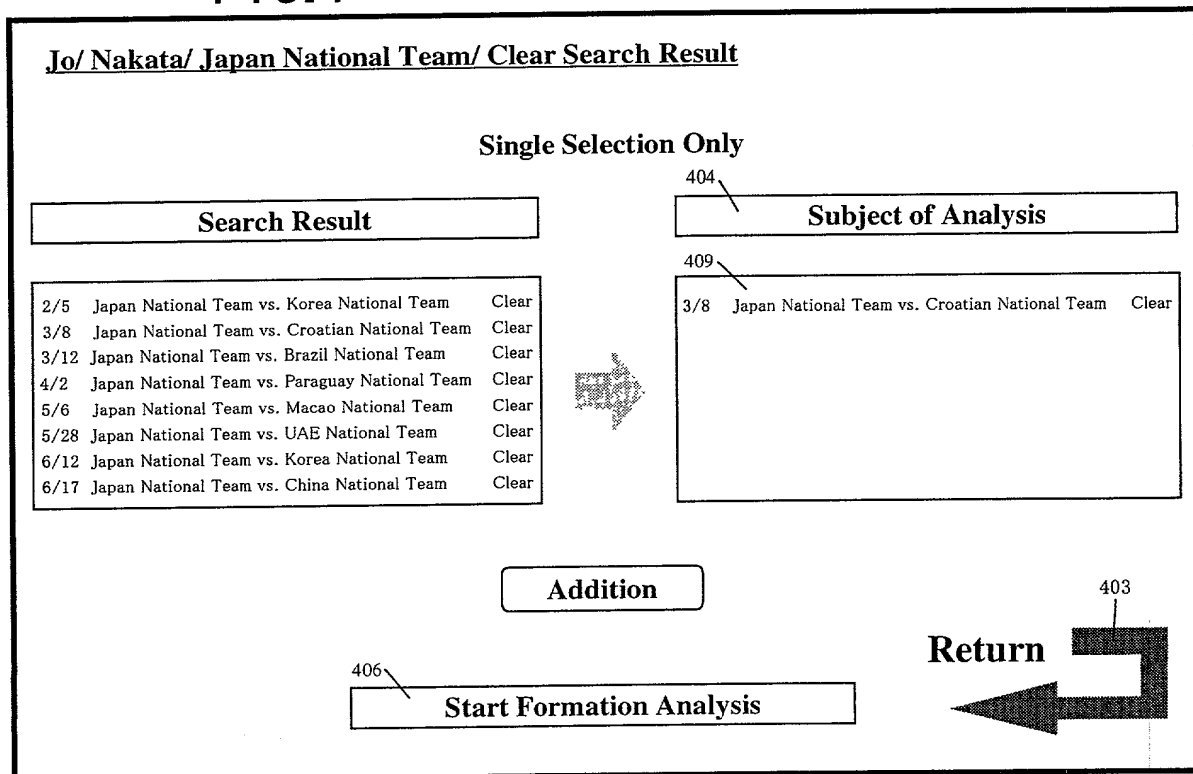 Jo/ Nakata/ Japan National Team/ Clear Search Result
Single Selection Only
404
Search Result
Subject of Analysis
409
2/5 Japan National Team vs. Korea National Team Clear
3/8 Japan National Team vs. Croatian National Team Clear
3/12 Japan National Team vs. Brazil National Team Clear
4/2 Japan National Team vs. Paraguay National Team Clear
5/6 Japan National Team vs. Macao National Team Clear
5/28 Japan National Team vs. UAE National Team Clear
6/12 Japan National Team vs. Korea National Team Clear
6/17 Japan National Team vs. China National Team Clear
3/8 Japan National Team vs. Croatian National Team Clear
Addition
403
Return
406
Start Formation Analysis